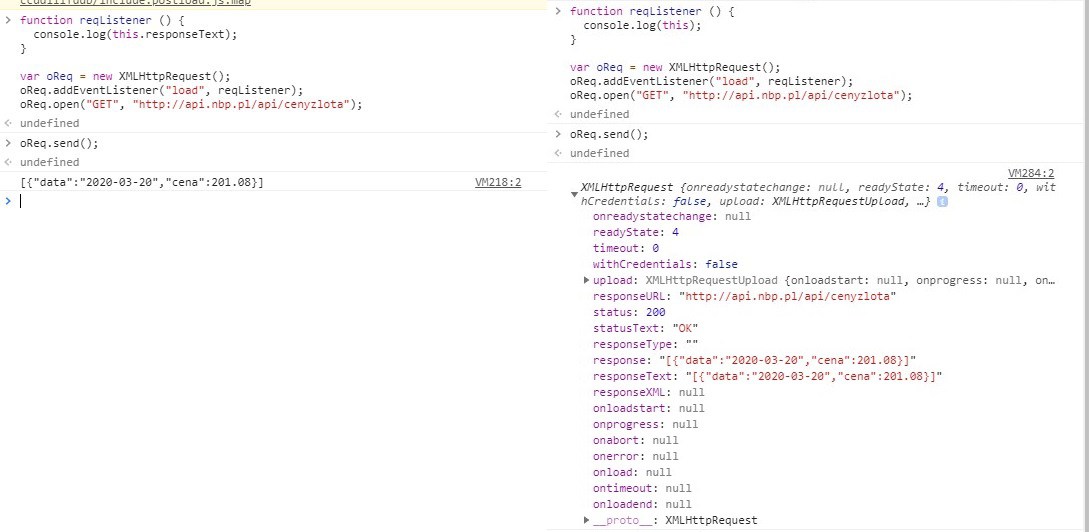 function reqListener () {
console.log(this.responseText);
}
var oReq = new XMLHttpRequest();
oReq.addEventListener("load", reqListener);
oReq.open("GET", "http://api.nbp.pl/api/cenyzlota");
undefined
oReq.send();
undefined
[{"data":"2020-03-20","cena":201.08}] VM218:2
function reqListener () {
console.log(this);
}
var oReq = new XMLHttpRequest();
oReq.addEventListener("load", reqListener);
oReq.open("GET", "http://api.nbp.pl/api/cenyzlota");
undefined
oReq.send();
undefined
VM284:2
XMLHttpRequest {onreadystatechange: null, readyState: 4, timeout: 0, wit
hCredentials: false, upload: XMLHttpRequestUpload, …}
onreadystatechange: null
readyState: 4
timeout: 0
withCredentials: false
upload: XMLHttpRequestUpload {onloadstart: null, onprogress: null, on…
responseURL: "http://api.nbp.pl/api/cenyzlota"
status: 200
statusText: "OK"
responseType: ""
response: "[{"data":"2020-03-20","cena":201.08}]"
responseText: "[{"data":"2020-03-20","cena":201.08}]"
responseXML: null
onloadstart: null
onprogress: null
onabort: null
onerror: null
onload: null
ontimeout: null
onloadend: null
__proto__: XMLHttpRequest